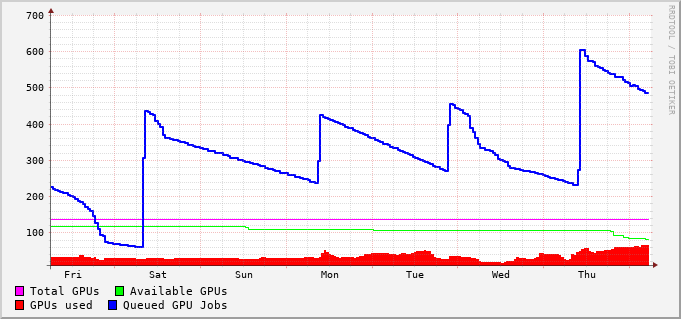 700
600
500
400
300
200
100
Fri Sat Sun Mon Tue Wed Thu
Total GPUs Available GPUs
GPUs used Queued GPU Jobs
RRDTOOL / TOBI OETIKER